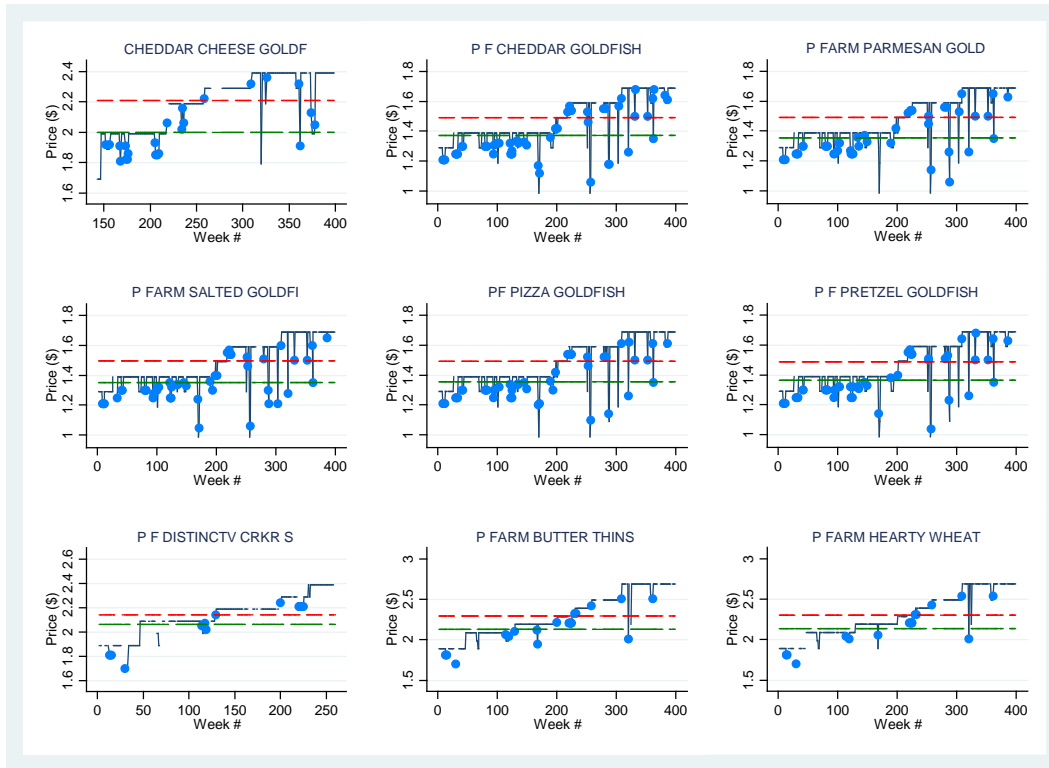 CHEDDAR CHEESE GOLDF
Price ($)
1.6 1.8 2 2.2 2.4
150 200 250 300 350 400
Week #
P F CHEDDAR GOLDFISH
Price ($)
1 1.2 1.4 1.6 1.8
0 100 200 300 400
Week #
P FARM PARMESAN GOLD
Price ($)
1 1.2 1.4 1.6 1.8
0 100 200 300 400
Week #
P FARM SALTED GOLDFI
Price ($)
1 1.2 1.4 1.6 1.8
0 100 200 300 400
Week #
PF PIZZA GOLDFISH
Price ($)
1 1.2 1.4 1.6 1.8
0 100 200 300 400
Week #
P F PRETZEL GOLDFISH
Price ($)
1 1.2 1.4 1.6 1.8
0 100 200 300 400
Week #
P F DISTINCTV CRKR S
Price ($)
1.6 1.8 2 2.2 2.4 2.6
0 50 100 150 200 250
Week #
P FARM BUTTER THINS
Price ($)
1.5 2 2.5 3
0 100 200 300 400
Week #
P FARM HEARTY WHEAT
Price ($)
1.5 2 2.5 3
0 100 200 300 400
Week #